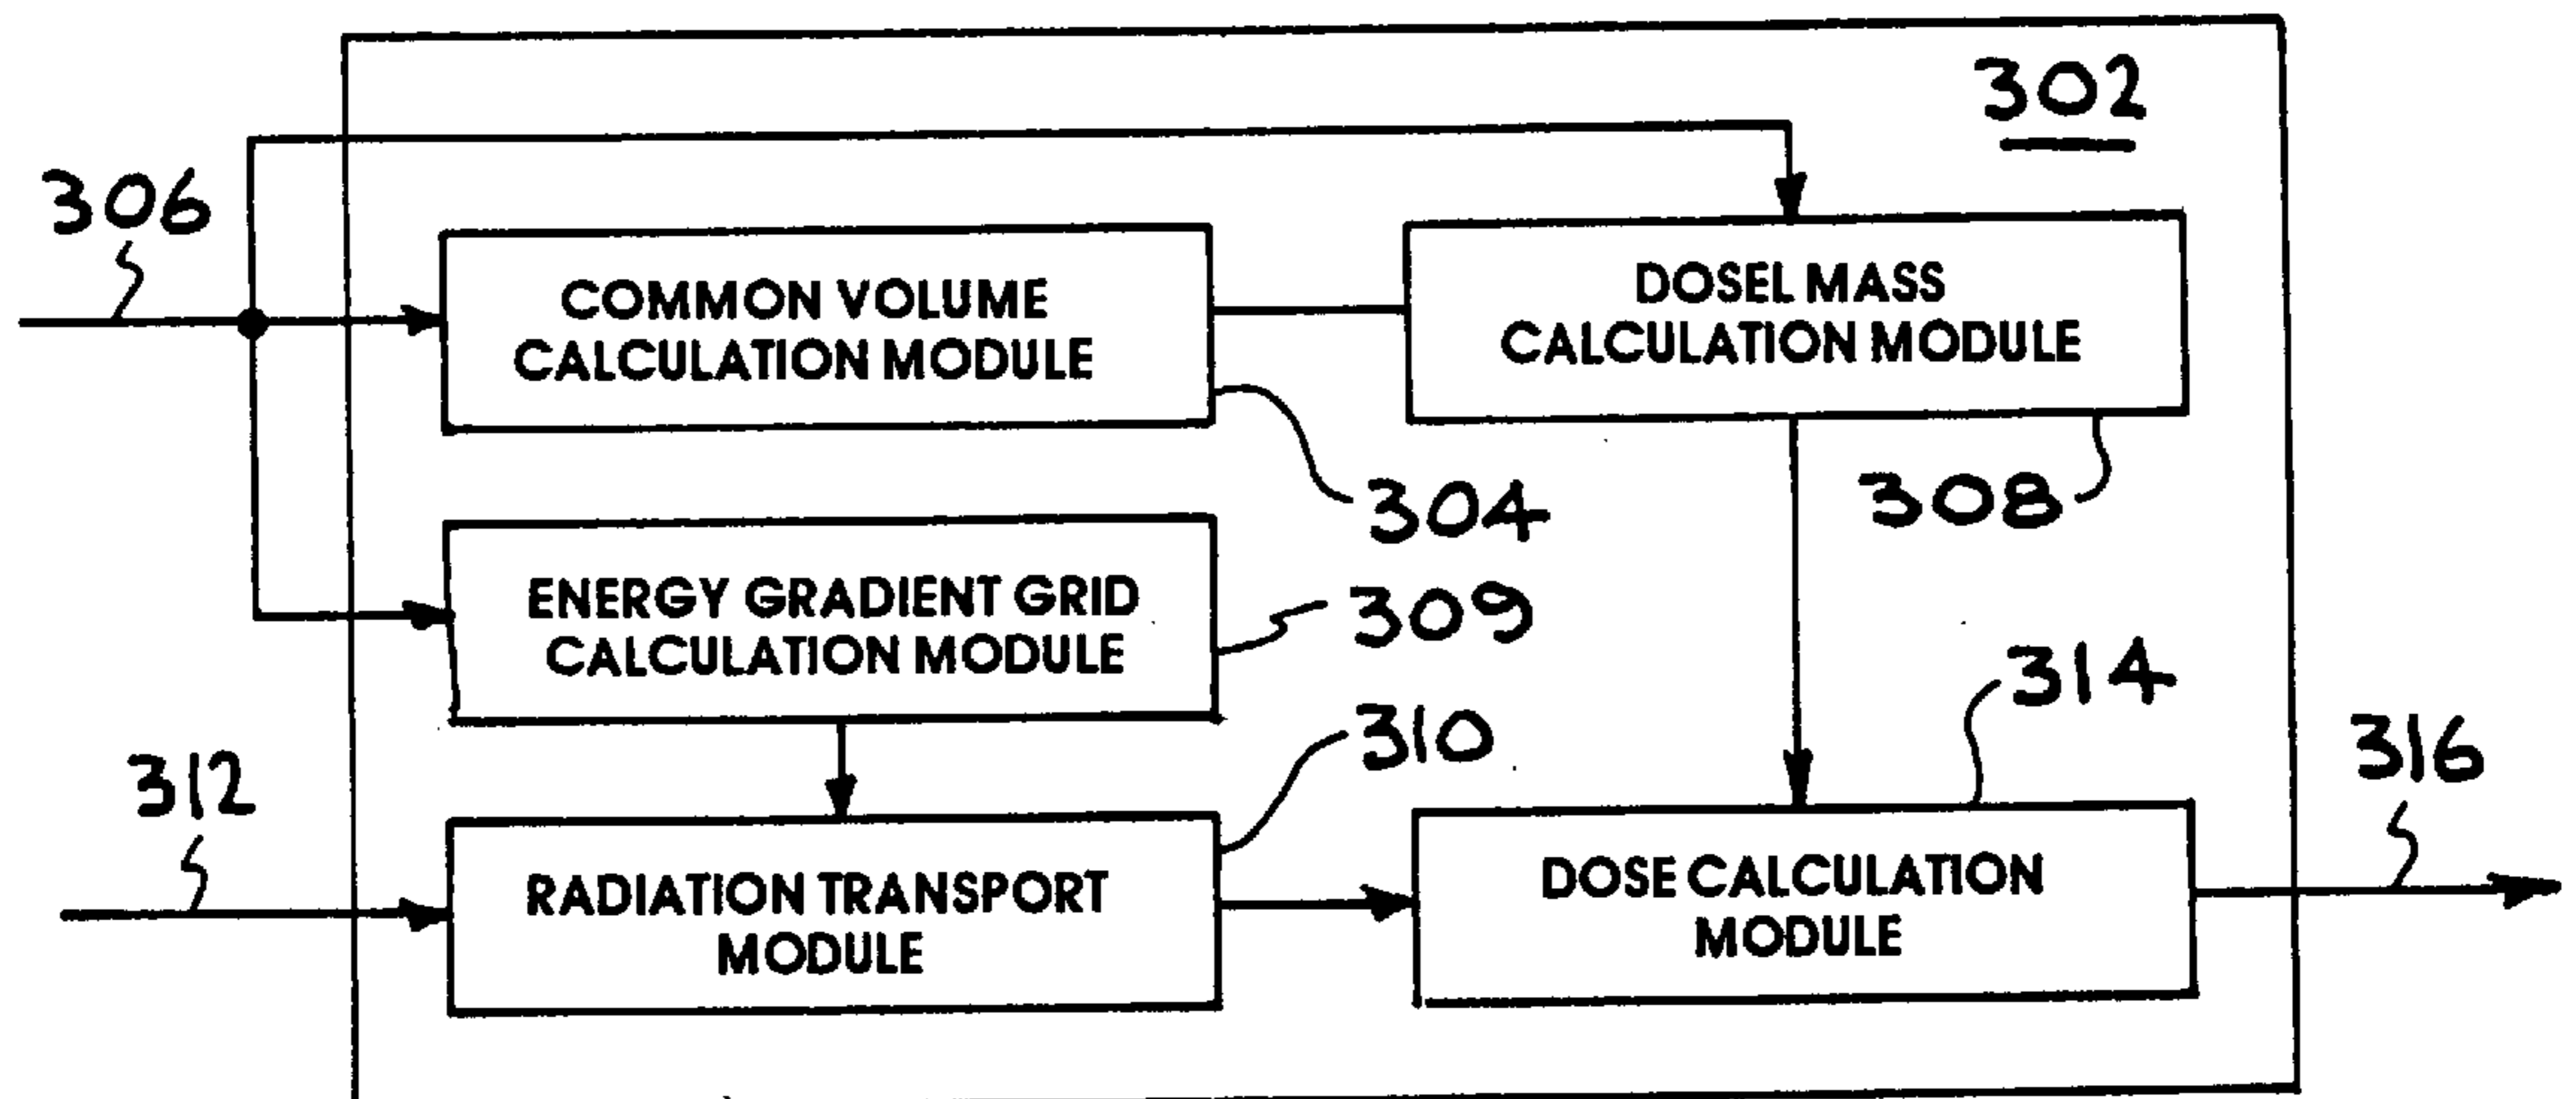 302
306
COMMON VOLUME
CALCULATION MODULE
DOSEL MASS
CALCULATION MODULE
304
308
ENERGY GRADIENT GRID
CALCULATION MODULE
309
314
310
316
312
RADIATION TRANSPORT
MODULE
DOSE CALCULATION
MODULE